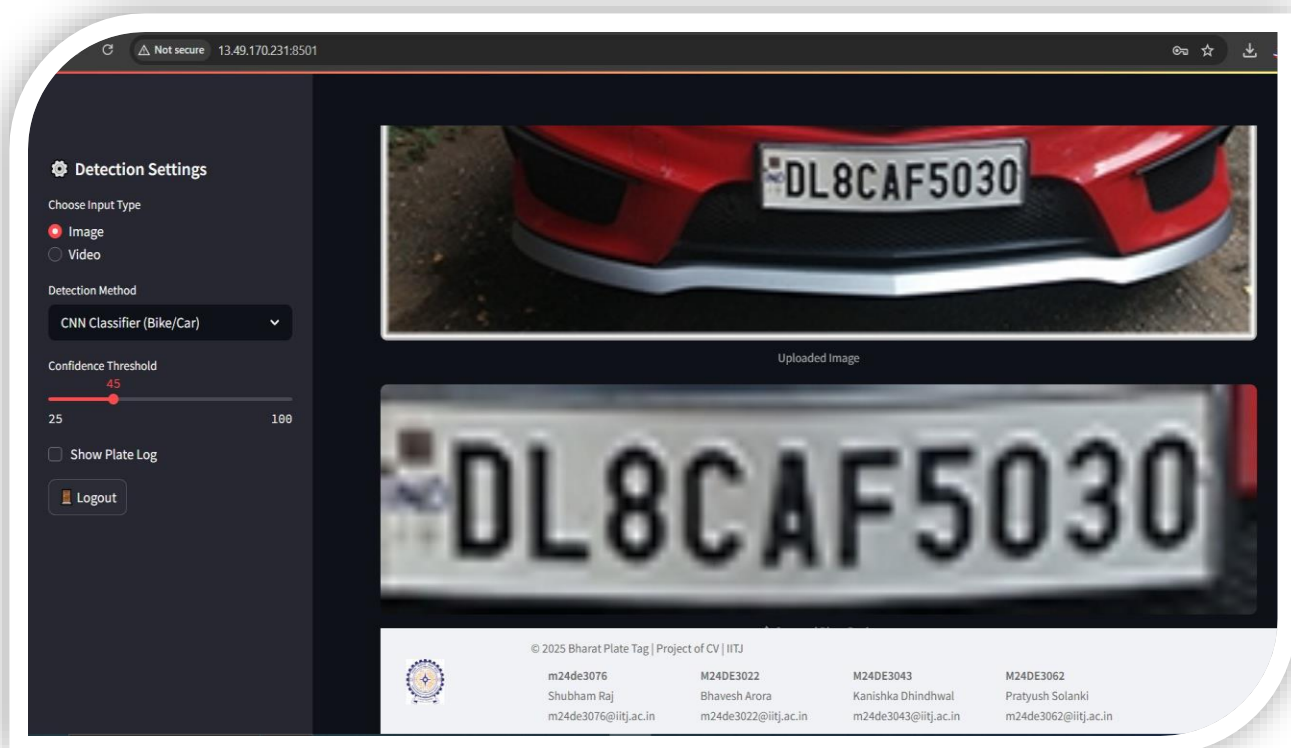 Not secure 13.49.170.231:8501
Detection Settings
Choose Input Type
Image
Video
Detection Method
CNN Classifier (Bike/Car)
Confidence Threshold
45
25 100
Show Plate Log
Logout
IND
DL8CAF5030
Uploaded Image
IND
DL8CAF5030
© 2025 Bharat Plate Tag | Project of CV | IITJ
m24de3076 M24DE3022 M24DE3043 M24DE3062
Shubham Raj Bhavesh Arora Kanishka Dhindhwal Pratyush Solanki
m24de3076@iitj.ac.in m24de3022@iitj.ac.in m24de3043@iitj.ac.in m24de3062@iitj.ac.in